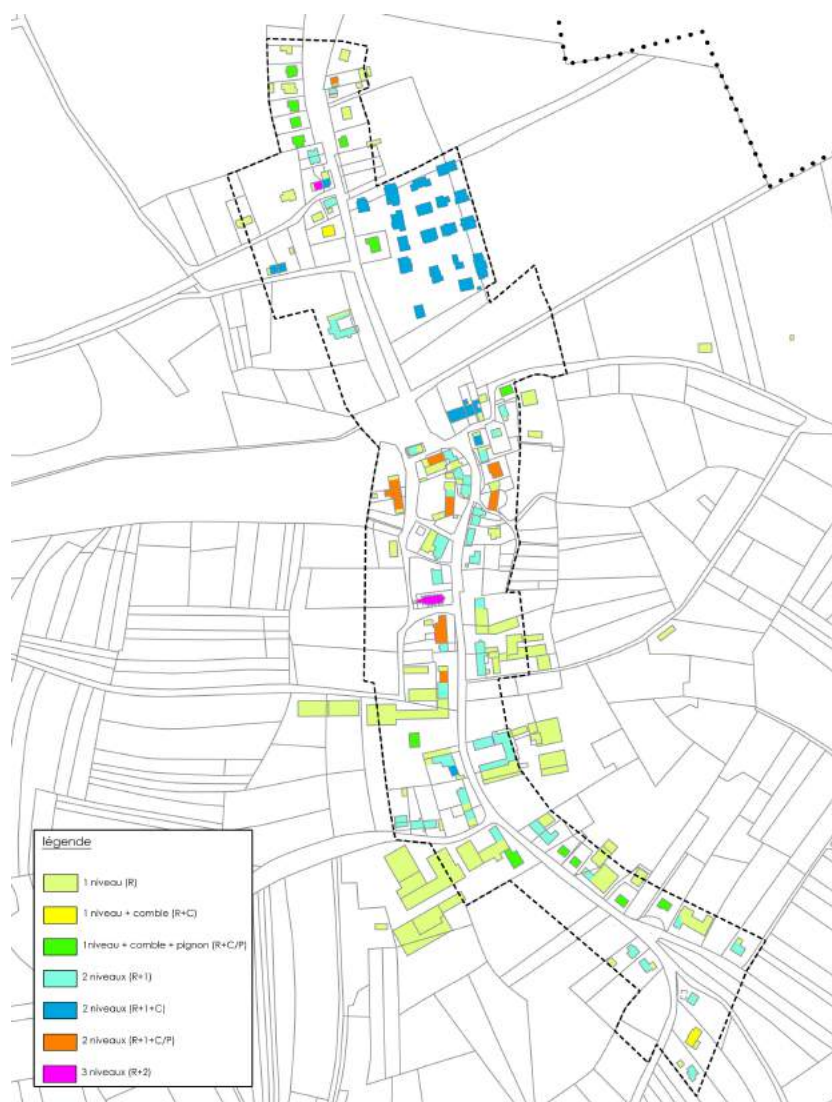 légende
1 niveau (R)
1 niveau + comble (R+C)
1niveau + comble + pignon (R+C/P)
2 niveaux (R+1)
2 niveaux (R+1+C)
2 niveaux (R+1+C/P)
3 niveaux (R+2)